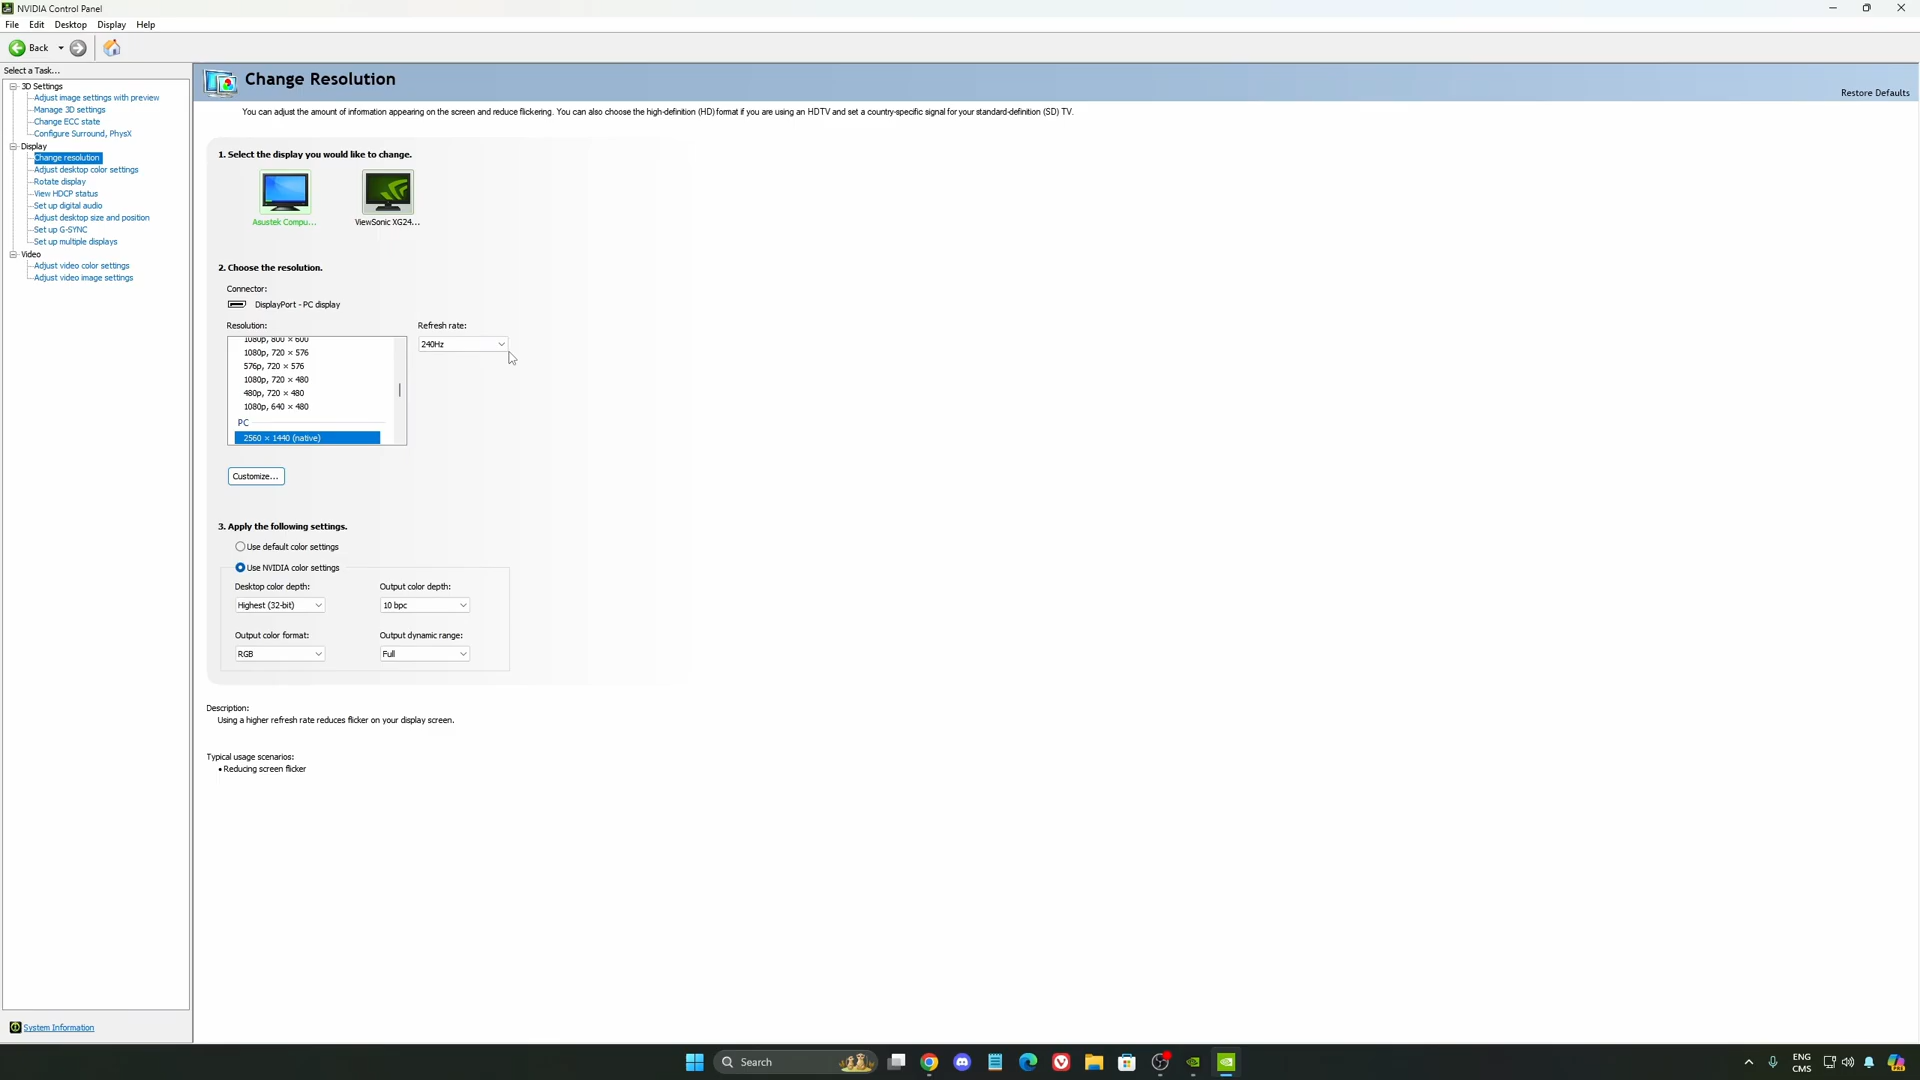 NVIDIA Control Panel
File Edit Desktop Display Help
Back
Select a Task...
3D Settings
Adjust image settings with preview
Manage 3D settings
Change ECC state
Configure Surround, PhysX
Display
Change resolution
Adjust desktop color settings
Rotate display
View HDCP status
Set up digital audio
Adjust desktop size and position
Set up G-SYNC
Set up multiple displays
Video
Adjust video color settings
Adjust video image settings
System Information
Change Resolution
Restore Defaults
You can adjust the amount of information appearing on the screen and reduce flickering. You can also choose the high-definition (HD) format if you are using an HDTV and set a country-specific signal for your standard-definition (SD) TV.
1. Select the display you would like to change.
Asustek Compu... ViewSonic XG24...
2. Choose the resolution.
Connector:
DisplayPort - PC display
Resolution: Refresh rate:
1080p, 800 × 600
240Hz
1080p, 720 × 576
576p, 720 × 576
1080p, 720 × 480
480p, 720 × 480
1080p, 640 × 480
PC
2560 × 1440 (native)
Customize...
3. Apply the following settings.
Use default color settings
Use NVIDIA color settings
Desktop color depth: Output color depth:
Highest (32-bit) 10 bpc
Output color format: Output dynamic range:
RGB Full
Description:
Using a higher refresh rate reduces flicker on your display screen.
Typical usage scenarios:
• Reducing screen flicker
Search
ENG
CMS
PRE